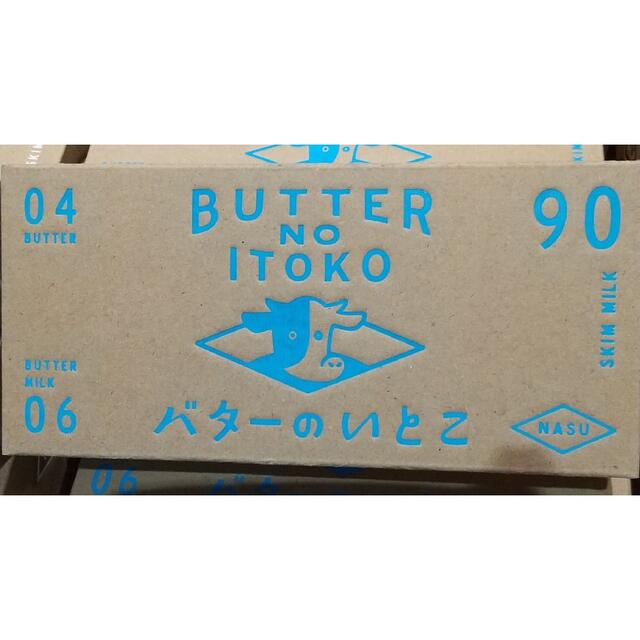 04
BUTTER
BUTTER
NO
ITOKO
90
SKIM MILK
BUTTER
MILK
06
バターのいとこ
NASU
06